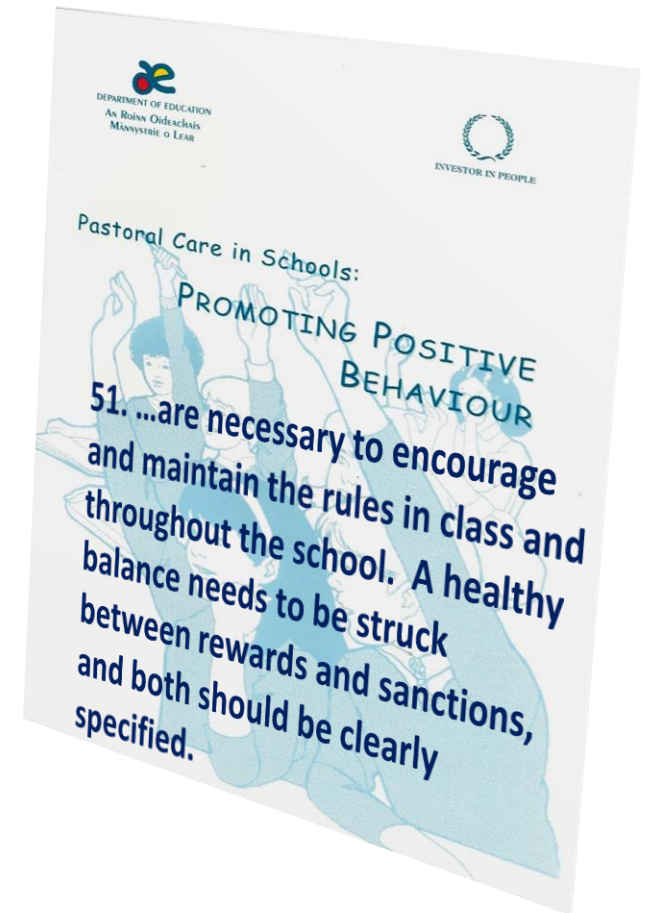 DEPARTMENT OF EDUCATION
An Roinn Oideachais
Männystrie o Lear
INVESTOR IN PEOPLE
Pastoral Care in Schools:
PROMOTING POSITIVE
BEHAVIOUR
51. ...are necessary to encourage
and maintain the rules in class and
throughout the school.  A healthy
balance needs to be struck
between rewards and sanctions,
and both should be clearly
specified.